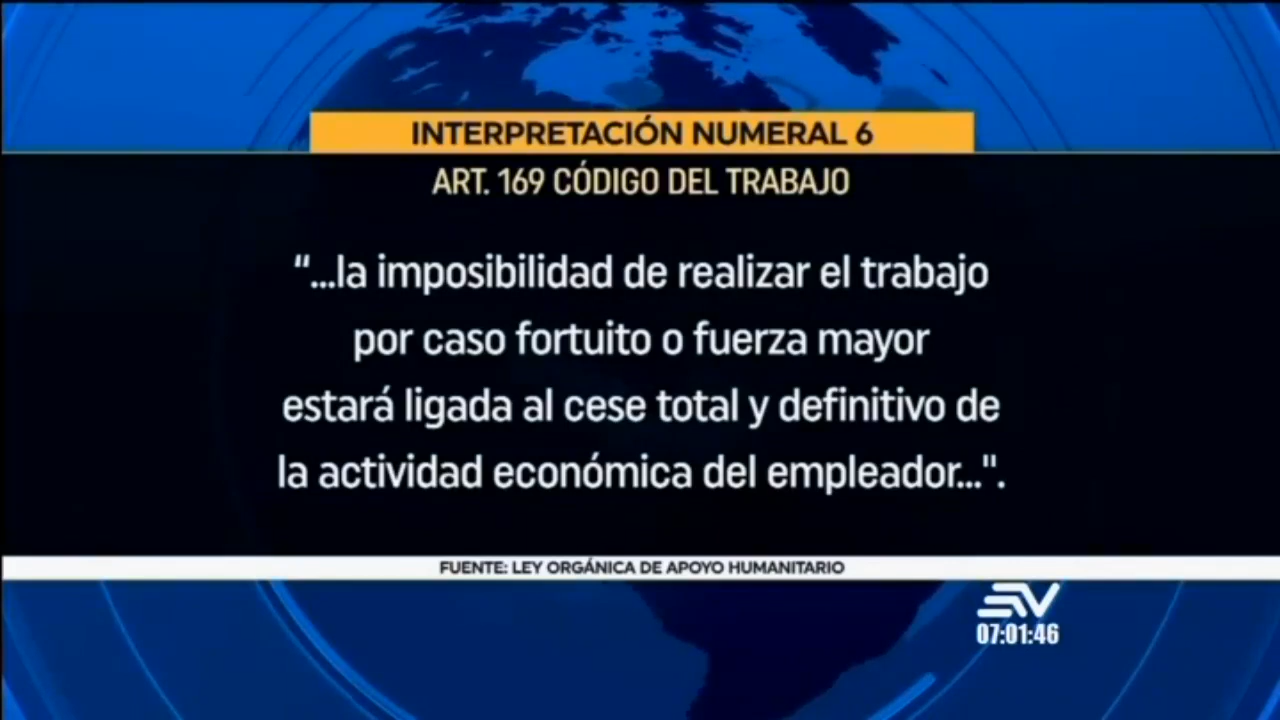 INTERPRETACIÓN NUMERAL 6
ART. 169 CÓDIGO DEL TRABAJO
“...la imposibilidad de realizar el trabajo
por caso fortuito o fuerza mayor
estará ligada al cese total y definitivo de
la actividad económica del empleador...".
FUENTE: LEY ORGÁNICA DE APOYO HUMANITARIO
07:01:46